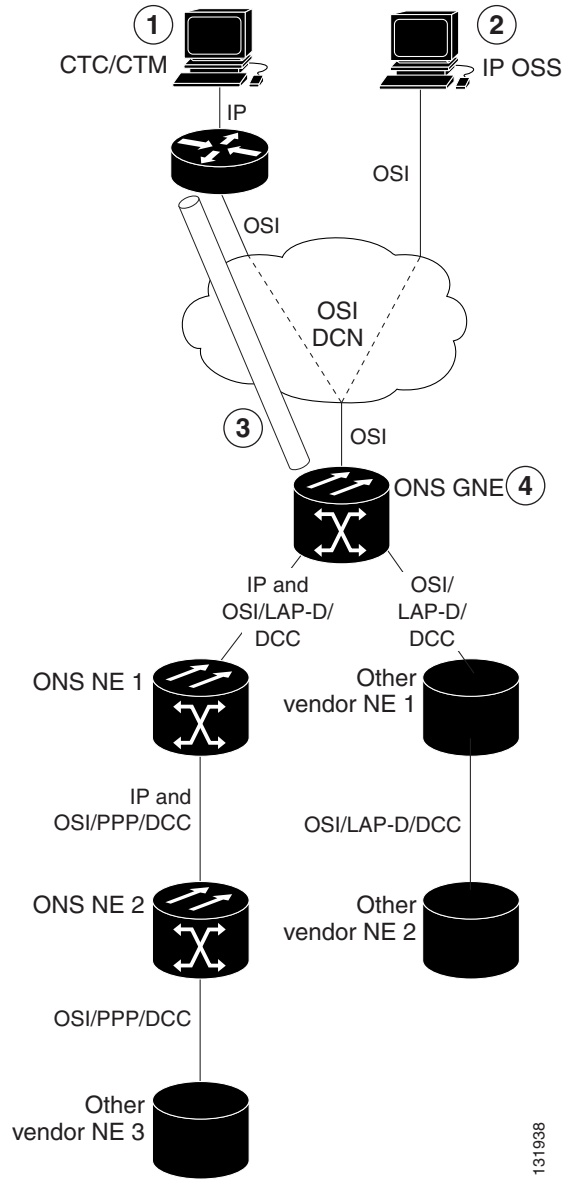 1
2
CTC/CTM
IP OSS
IP
OSI
OSI
OSI
DCN
3
OSI
ONS GNE
4
IP and
OSI/LAP-D/
DCC
OSI/
LAP-D/
DCC
ONS NE 1
Other
vendor NE 1
IP and
OSI/PPP/DCC
OSI/LAP-D/DCC
ONS NE 2
Other
vendor NE 2
OSI/PPP/DCC
Other
vendor NE 3
131938